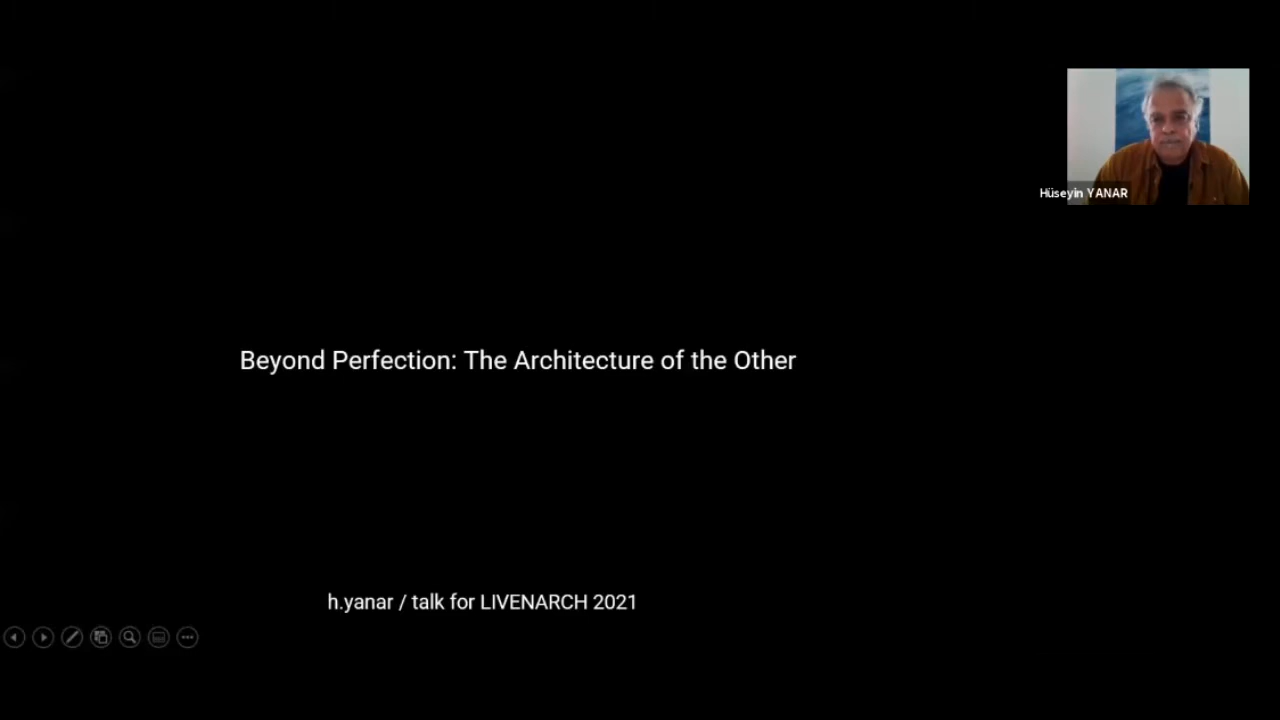 Hüseyin YANAR
Beyond Perfection: The Architecture of the Other
h.yanar / talk for LIVENARCH 2021